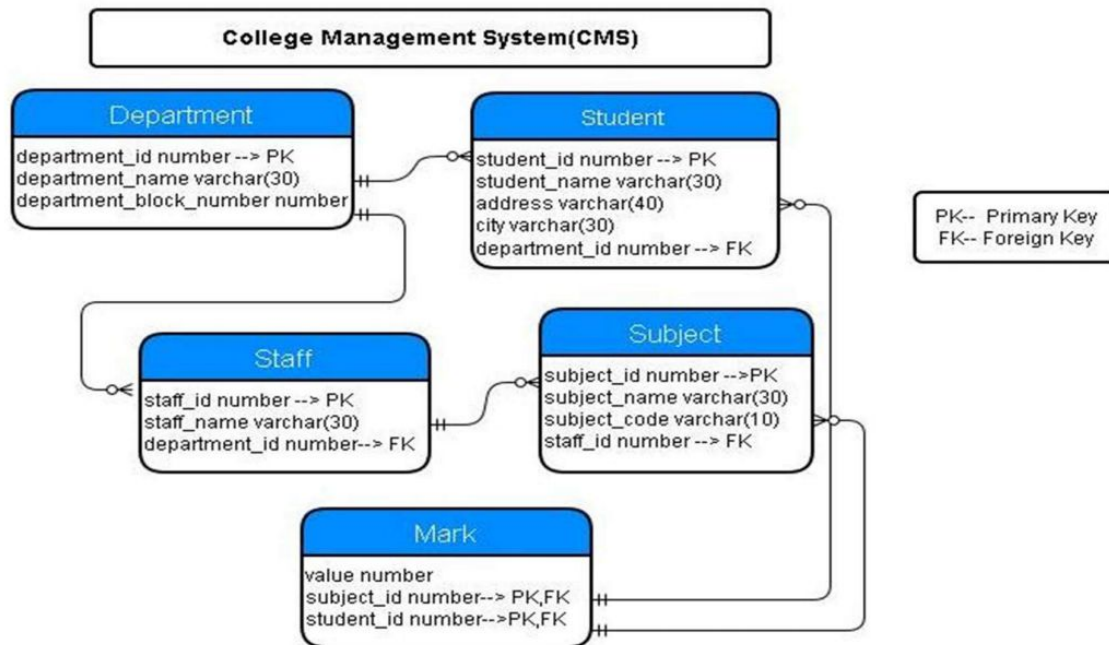 College Management System(CMS)
Department
department_id number --> PK
department_name varchar(30)
department_block_number number
Student
student_id number --> PK
student_name varchar(30)
address varchar(40)
city varchar(30)
department_id number --> FK
PK-- Primary Key
FK-- Foreign Key
Staff
staff_id number --> PK
staff_name varchar(30)
department_id number--> FK
Subject
subject_id number -->PK
subject_name varchar(30)
subject_code varchar(10)
staff_id number --> FK
Mark
value number
subject_id number--> PK,FK
student_id number-->PK,FK